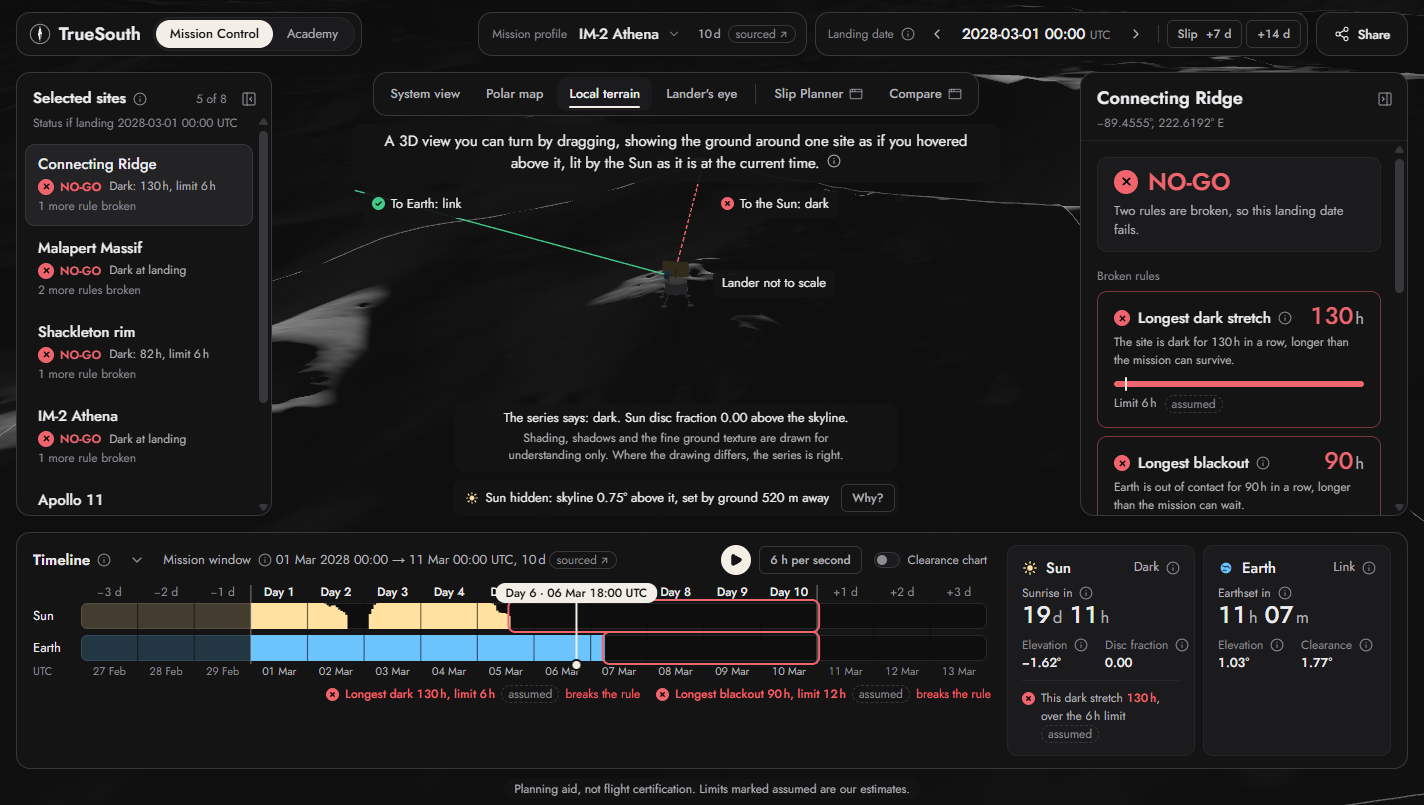 TrueSouth
Mission Control
Academy
Mission profile IM-2 Athena 10 d sourced ↗
Landing date 2028-03-01 00:00 UTC
Slip +7 d +14 d
Share
Selected sites 5 of 8
Status if landing 2028-03-01 00:00 UTC
Connecting Ridge
NO-GO Dark: 130 h, limit 6 h
1 more rule broken
Malapert Massif
NO-GO Dark at landing
2 more rules broken
Shackleton rim
NO-GO Dark: 82 h, limit 6 h
1 more rule broken
IM-2 Athena
NO-GO Dark at landing
1 more rule broken
Apollo 11
System view Polar map Local terrain Lander's eye Slip Planner Compare
A 3D view you can turn by dragging, showing the ground around one site as if you hovered
above it, lit by the Sun as it is at the current time.
To Earth: link
To the Sun: dark
Lander not to scale
The series says: dark. Sun disc fraction 0.00 above the skyline.
Shading, shadows and the fine ground texture are drawn for
understanding only. Where the drawing differs, the series is right.
Sun hidden: skyline 0.75° above it, set by ground 520 m away Why?
Connecting Ridge
−89.4555°, 222.6192° E
NO-GO
Two rules are broken, so this landing date
fails.
Broken rules
Longest dark stretch 130 h
The site is dark for 130 h in a row, longer than
the mission can survive.
Limit 6 h assumed
Longest blackout 90 h
Earth is out of contact for 90 h in a row, longer
than the mission can wait.
Timeline Mission window 01 Mar 2028 00:00 → 11 Mar 00:00 UTC, 10 d sourced ↗
6 h per second Clearance chart
−3 d −2 d −1 d Day 1 Day 2 Day 3 Day 4 Day 6 · 06 Mar 18:00 UTC Day 8 Day 9 Day 10 +1 d +2 d +3 d
Sun
Earth
UTC 27 Feb 28 Feb 29 Feb 01 Mar 02 Mar 03 Mar 04 Mar 05 Mar 06 Mar 07 Mar 08 Mar 09 Mar 10 Mar 11 Mar 12 Mar 13 Mar
Longest dark 130 h, limit 6 h assumed breaks the rule Longest blackout 90 h, limit 12 h assumed breaks the rule
Sun Dark
Sunrise in
19 d 11 h
Elevation Disc fraction
−1.62° 0.00
This dark stretch 130 h,
over the 6 h limit
assumed
Earth Link
Earthset in
11 h 07 m
Elevation Clearance
1.03° 1.77°
Planning aid, not flight certification. Limits marked assumed are our estimates.